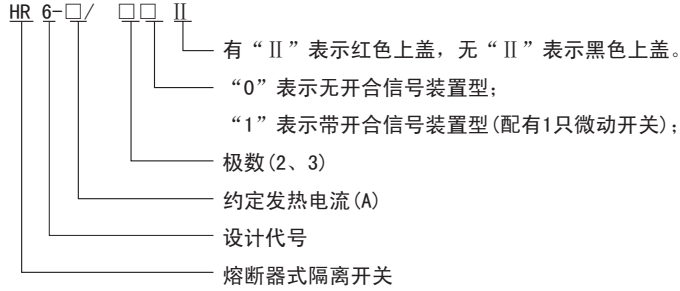 HR 6-□/ □□ Ⅱ
有“Ⅱ”表示红色上盖，无“Ⅱ”表示黑色上盖。
“0”表示无开合信号装置型；
“1”表示带开合信号装置型(配有1只微动开关)；
极数(2、3)
约定发热电流(A)
设计代号
熔断器式隔离开关